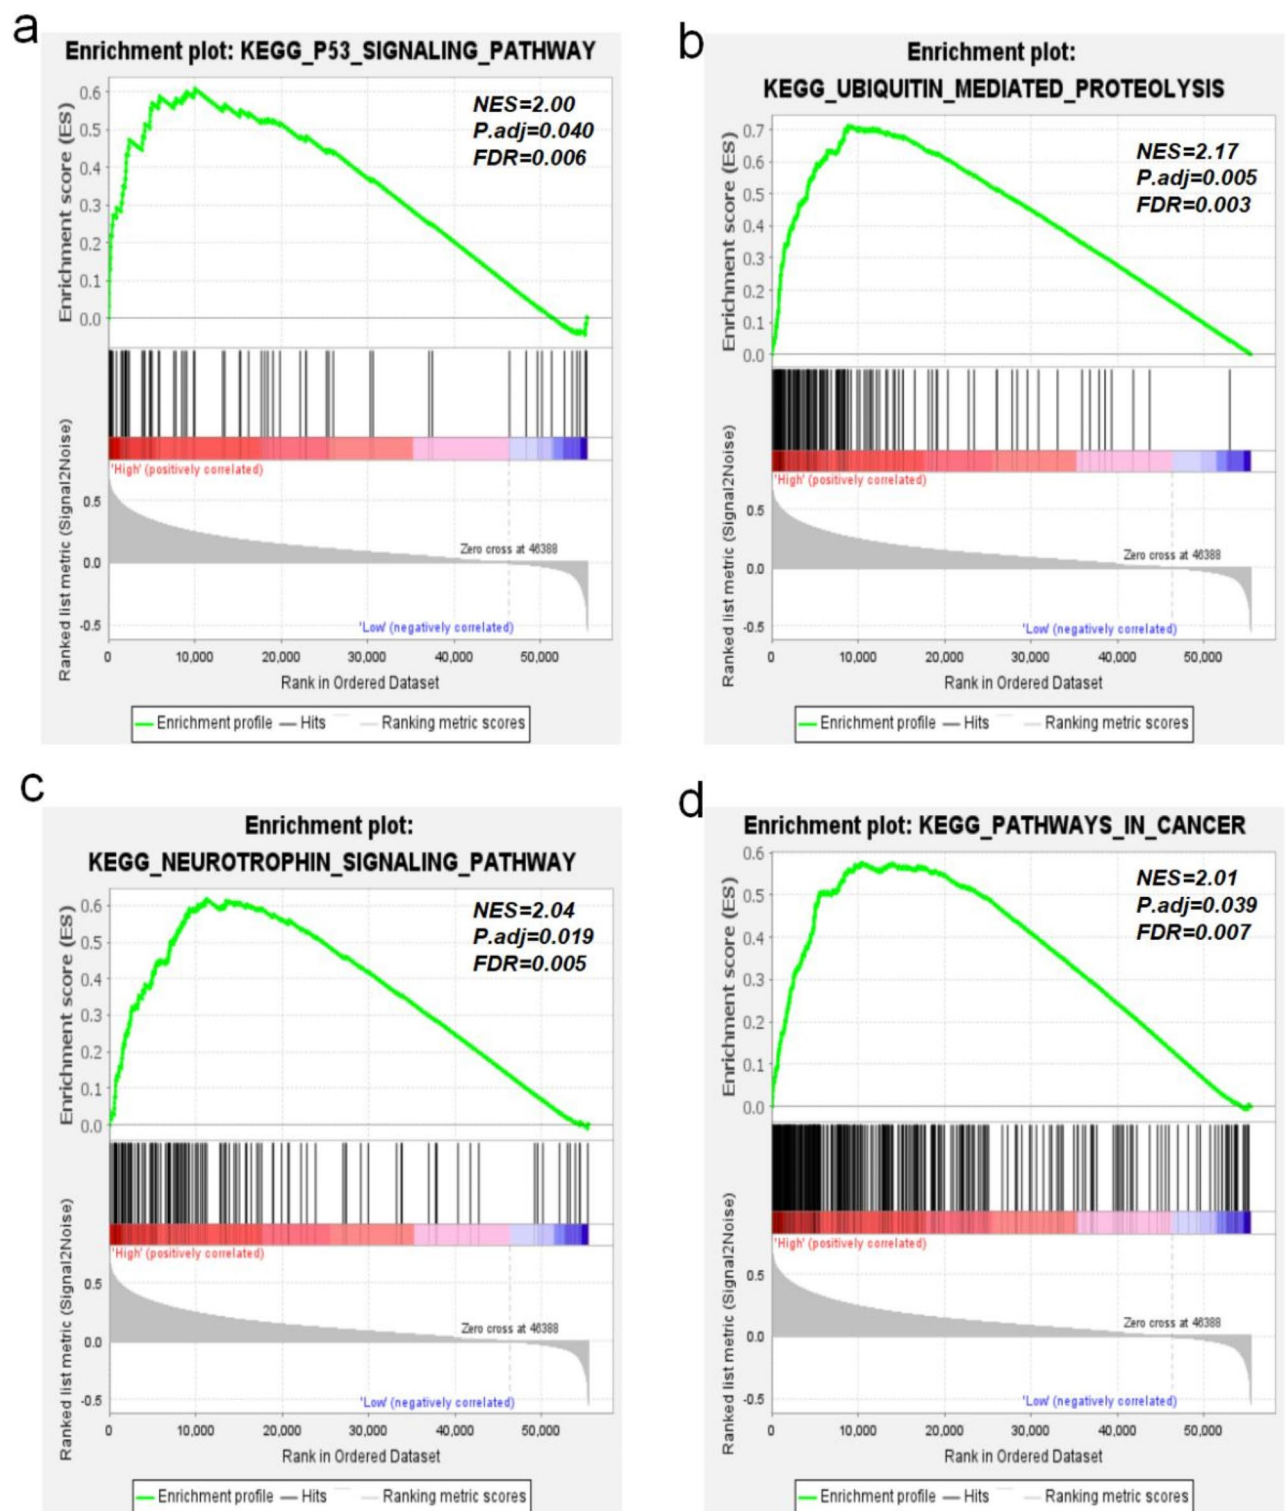 a
Enrichment plot: KEGG_P53_SIGNALING_PATHWAY
NES=2.00
P.adj=0.040
FDR=0.006
Enrichment score (ES)
0.6
0.5
0.4
0.3
0.2
0.1
0.0
'High' (positively correlated)
Ranked list metric (Signal2Noise)
0.5
0.0
-0.5
Zero cross at 46388
'Low' (negatively correlated)
0 10,000 20,000 30,000 40,000 50,000
Rank in Ordered Dataset
Enrichment profile Hits Ranking metric scores
b
Enrichment plot:
KEGG_UBIQUITIN_MEDIATED_PROTEOLYSIS
NES=2.17
P.adj=0.005
FDR=0.003
Enrichment score (ES)
0.7
0.6
0.5
0.4
0.3
0.2
0.1
0.0
'High' (positively correlated)
Ranked list metric (Signal2Noise)
0.5
0.0
-0.5
Zero cross at 46388
'Low' (negatively correlated)
0 10,000 20,000 30,000 40,000 50,000
Rank in Ordered Dataset
Enrichment profile Hits Ranking metric scores
c
Enrichment plot:
KEGG_NEUROTROPHIN_SIGNALING_PATHWAY
NES=2.04
P.adj=0.019
FDR=0.005
Enrichment score (ES)
0.6
0.5
0.4
0.3
0.2
0.1
0.0
'High' (positively correlated)
Ranked list metric (Signal2Noise)
0.5
0.0
-0.5
Zero cross at 46388
'Low' (negatively correlated)
0 10,000 20,000 30,000 40,000 50,000
Rank in Ordered Dataset
Enrichment profile Hits Ranking metric scores
d
Enrichment plot: KEGG_PATHWAYS_IN_CANCER
NES=2.01
P.adj=0.039
FDR=0.007
Enrichment score (ES)
0.6
0.5
0.4
0.3
0.2
0.1
0.0
'High' (positively correlated)
Ranked list metric (Signal2Noise)
0.5
0.0
-0.5
Zero cross at 46388
'Low' (negatively correlated)
0 10,000 20,000 30,000 40,000 50,000
Rank in Ordered Dataset
Enrichment profile Hits Ranking metric scores